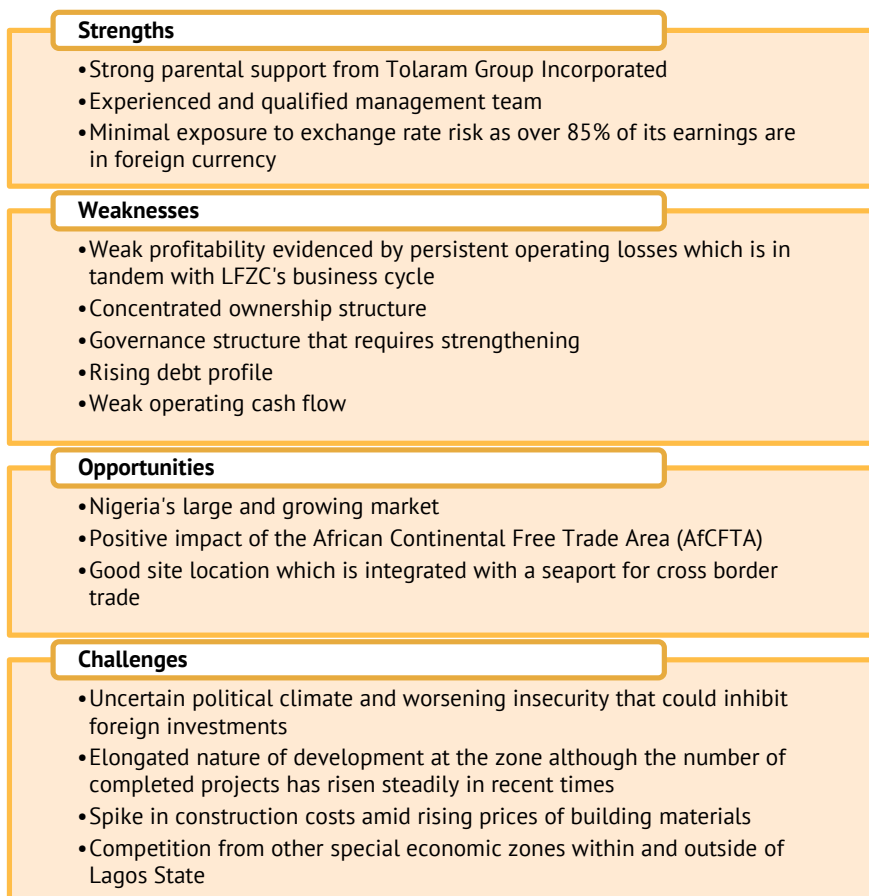 Strengths
•Strong parental support from Tolaram Group Incorporated
•Experienced and qualified management team
•Minimal exposure to exchange rate risk as over 85% of its earnings are
in foreign currency
Weaknesses
•Weak profitability evidenced by persistent operating losses which is in
tandem with LFZC's business cycle
•Concentrated ownership structure
•Governance structure that requires strengthening
•Rising debt profile
•Weak operating cash flow
Opportunities
•Nigeria's large and growing market
•Positive impact of the African Continental Free Trade Area (AfCFTA)
•Good site location which is integrated with a seaport for cross border
trade
Challenges
•Uncertain political climate and worsening insecurity that could inhibit
foreign investments
•Elongated nature of development at the zone although the number of
completed projects has risen steadily in recent times
•Spike in construction costs amid rising prices of building materials
•Competition from other special economic zones within and outside of
Lagos State